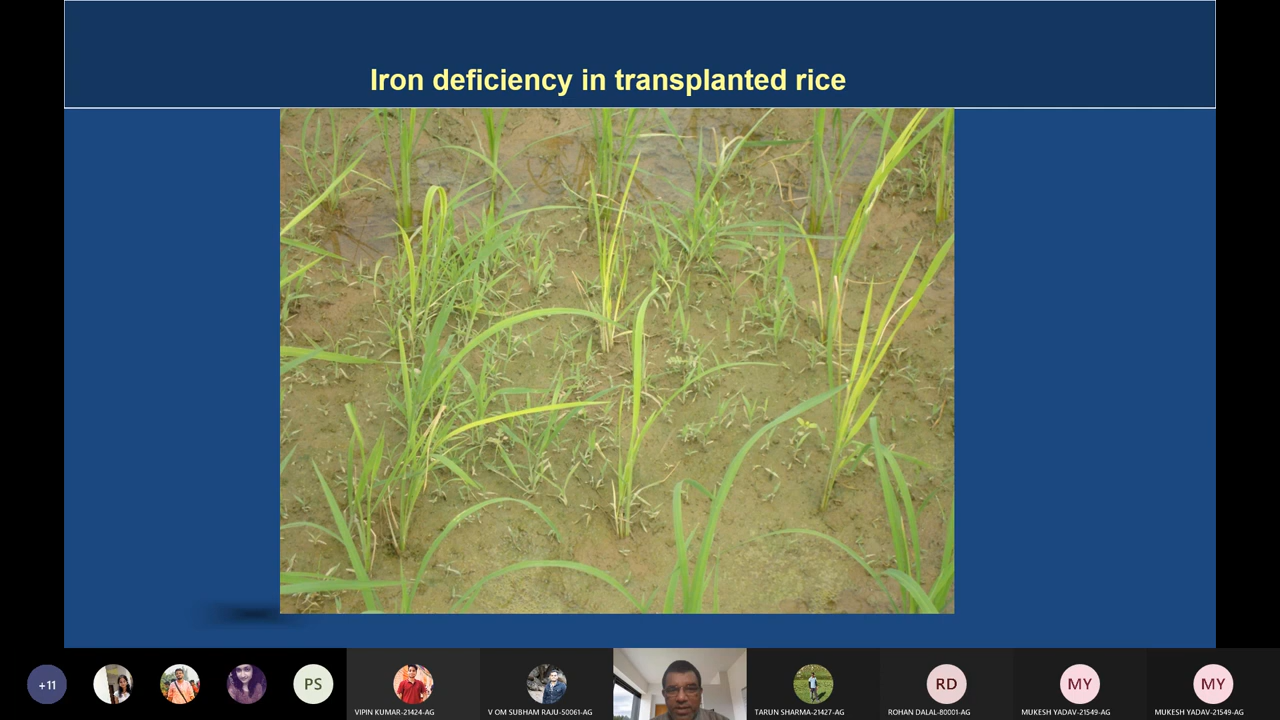 Iron deficiency in transplanted rice
+11
PS
VIPIN KUMAR-21424-AG
V OM SUBHAM RAJU-50061-AG
TARUN SHARMA-21427-AG
RD
ROHAN DALAL-80001-AG
MY
MUKESH YADAV-21549-AG
MY
MUKESH YADAV-21549-AG